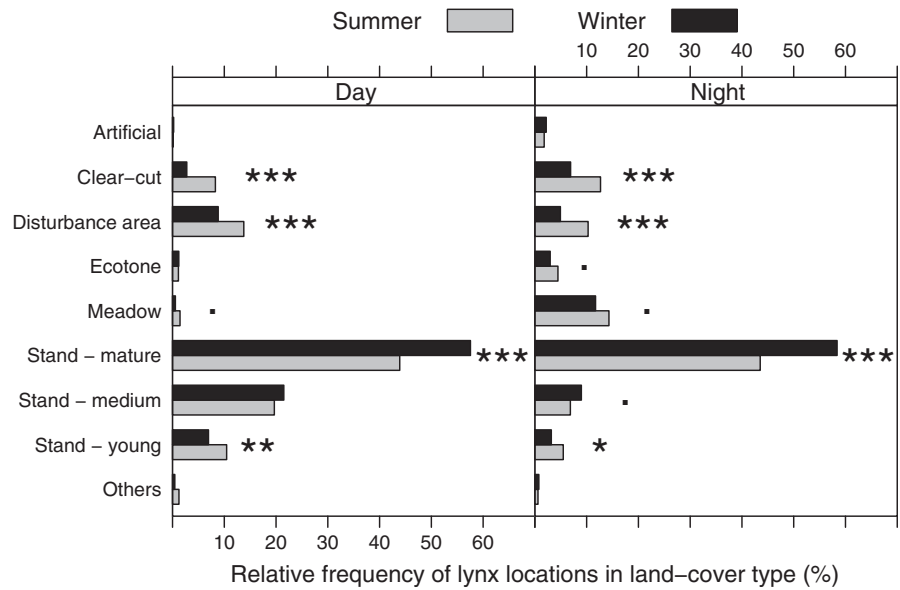 Summer Winter
10 20 30 40 50 60
Day Night
Artificial
Clear−cut ★★★ ★★★
Disturbance area ★★★ ★★★
Ecotone ▪
Meadow ▪ ▪
Stand − mature ★★★ ★★★
Stand − medium ▪
Stand − young ★★ ★
Others
10 20 30 40 50 60
Relative frequency of lynx locations in land−cover type (%)